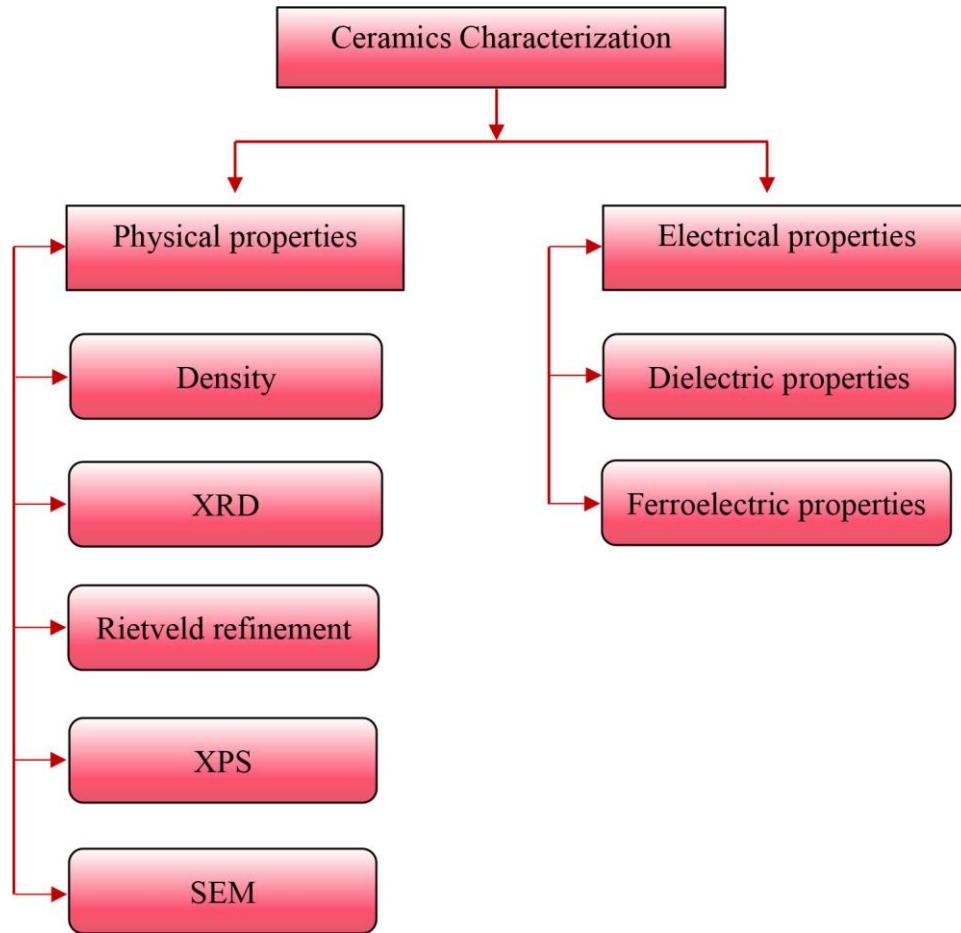 Ceramics Characterization
Physical properties
Density
XRD
Rietveld refinement
XPS
SEM
Electrical properties
Dielectric properties
Ferroelectric properties